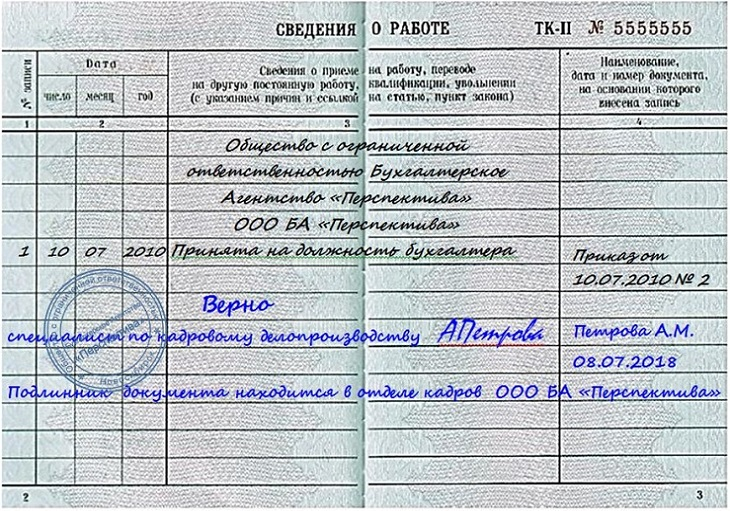 СВЕДЕНИЯ О РАБОТЕ ТК-II № 5555555
№ записи
Дата
число месяц год
Сведения о приеме на работу, переводе
на другую постоянную работу, квалификации, увольнении
(с указанием причин и ссылкой на статью, пункт закона)
Наименование,
дата и номер документа,
на основании которого
внесена запись
1 2 3 4
Общество с ограниченной
ответственностью Бухгалтерское
Агентство «Перспектива»
ООО БА «Перспектива»
1 10 07 2010 Принята на должность бухгалтера Приказ от
10.07.2010 № 2
Верно
специалист по кадровому делопроизводству АПетрова Петрова А.М.
08.07.2018
Подлинник документа находится в отделе кадров ООО БА «Перспектива»
«Перспектива»
2 3